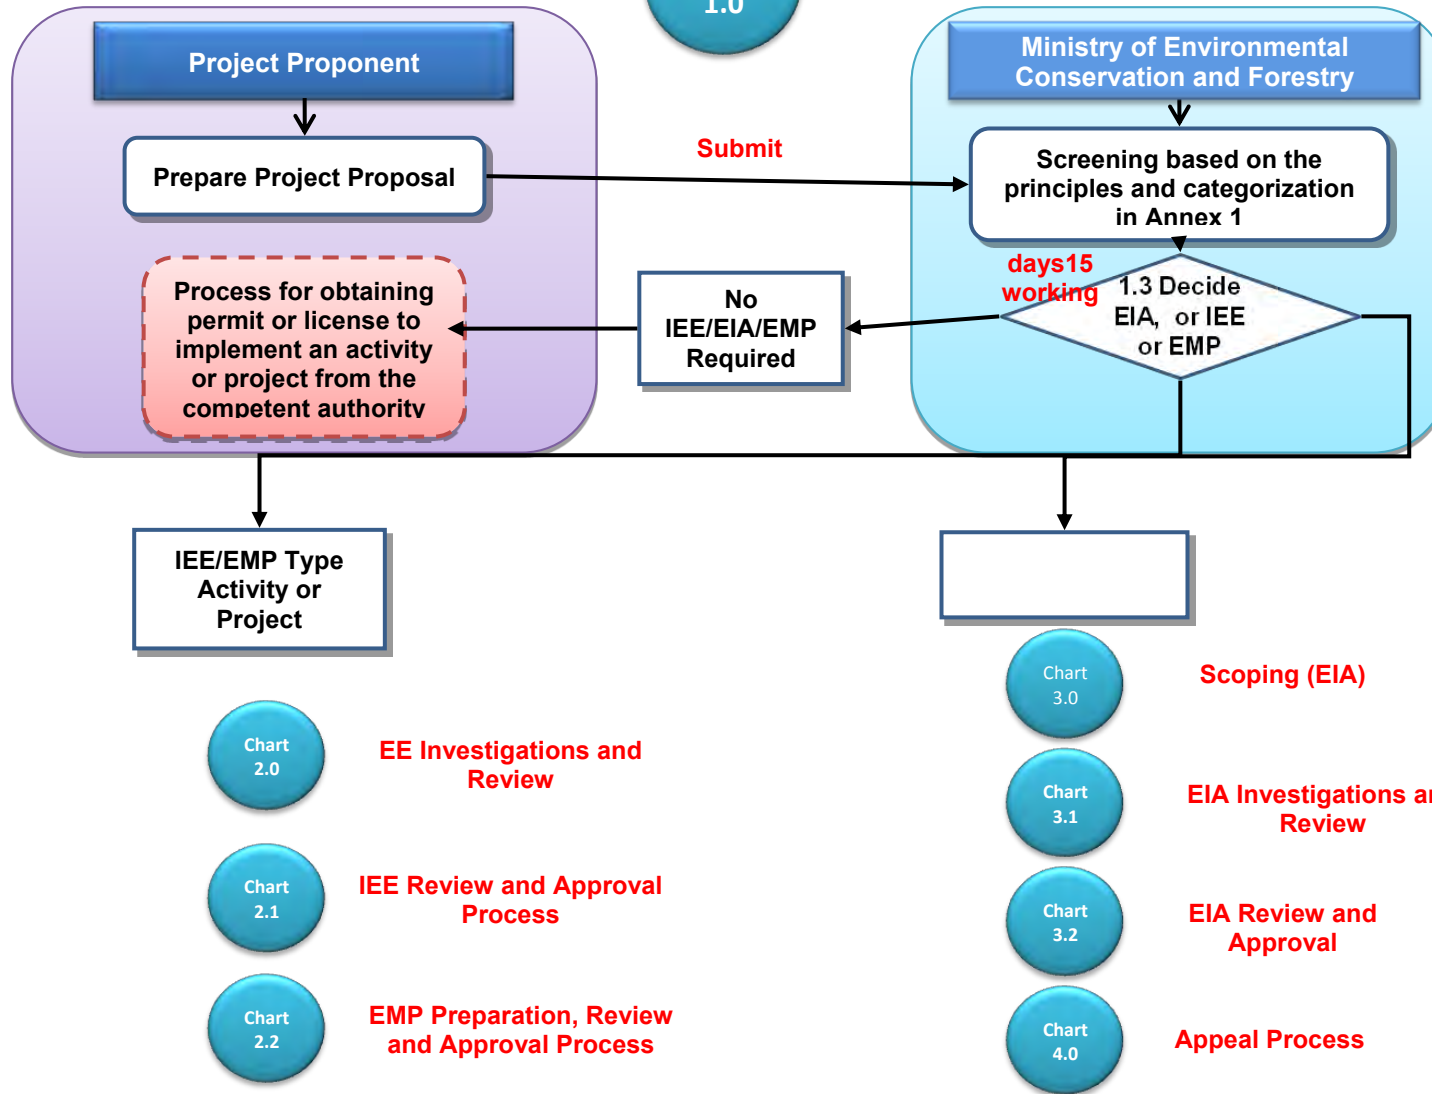 1.0
Project Proponent
Ministry of Environmental
Conservation and Forestry
Prepare Project Proposal
Submit
Screening based on the
principles and categorization
in Annex 1
days15
working
1.3 Decide
EIA, or IEE
or EMP
No
IEE/EIA/EMP
Required
Process for obtaining
permit or license to
implement an activity
or project from the
competent authority
IEE/EMP Type
Activity or
Project
Chart
2.0
EE Investigations and
Review
Chart
2.1
IEE Review and Approval
Process
Chart
2.2
EMP Preparation, Review
and Approval Process
Chart
3.0
Scoping (EIA)
Chart
3.1
EIA Investigations an
Review
Chart
3.2
EIA Review and
Approval
Chart
4.0
Appeal Process